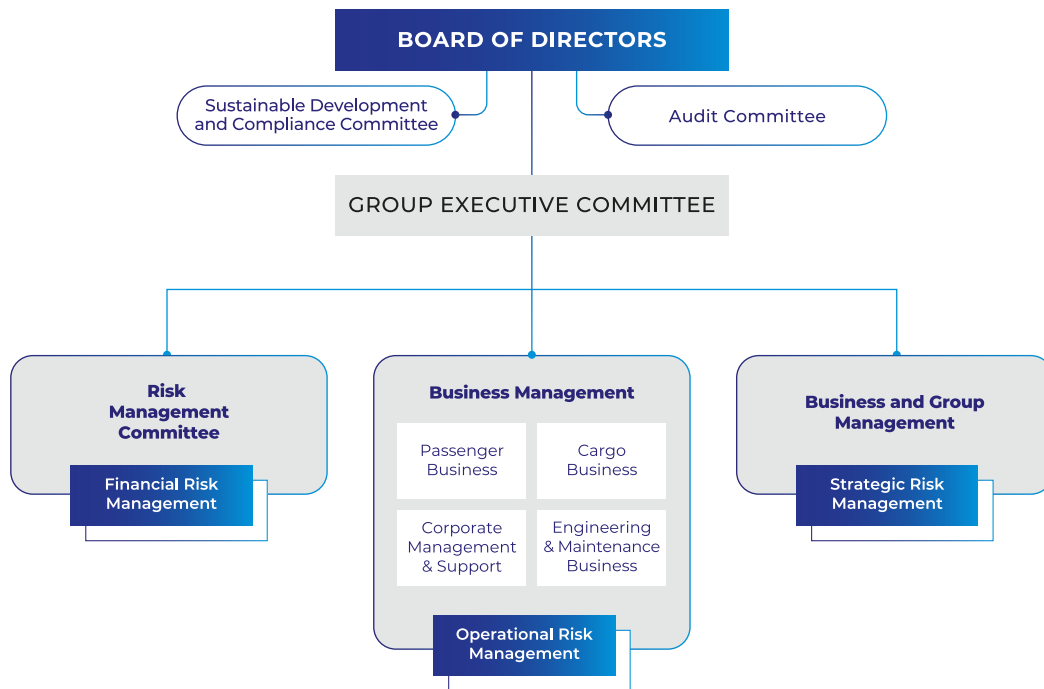 BOARD OF DIRECTORS
Sustainable Development
and Compliance Committee
Audit Committee
GROUP EXECUTIVE COMMITTEE
Risk
Management
Committee
Financial Risk
Management
Business Management
Passenger
Business
Cargo
Business
Corporate
Management
& Support
Engineering
& Maintenance
Business
Operational Risk
Management
Business and Group
Management
Strategic Risk
Management